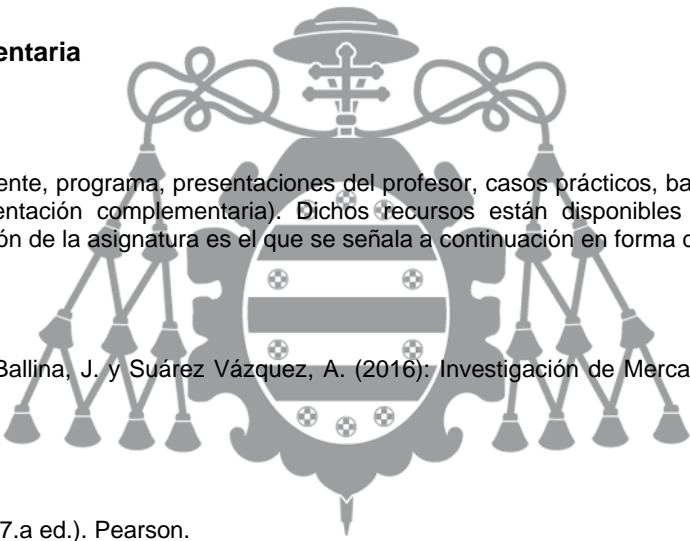 entaria
ente, programa, presentaciones del profesor, casos prácticos, ba
entación complementaria). Dichos recursos están disponibles
ón de la asignatura es el que se señala a continuación en forma d
Ballina, J. y Suárez Vázquez, A. (2016): Investigación de Merca
7.a ed.). Pearson.